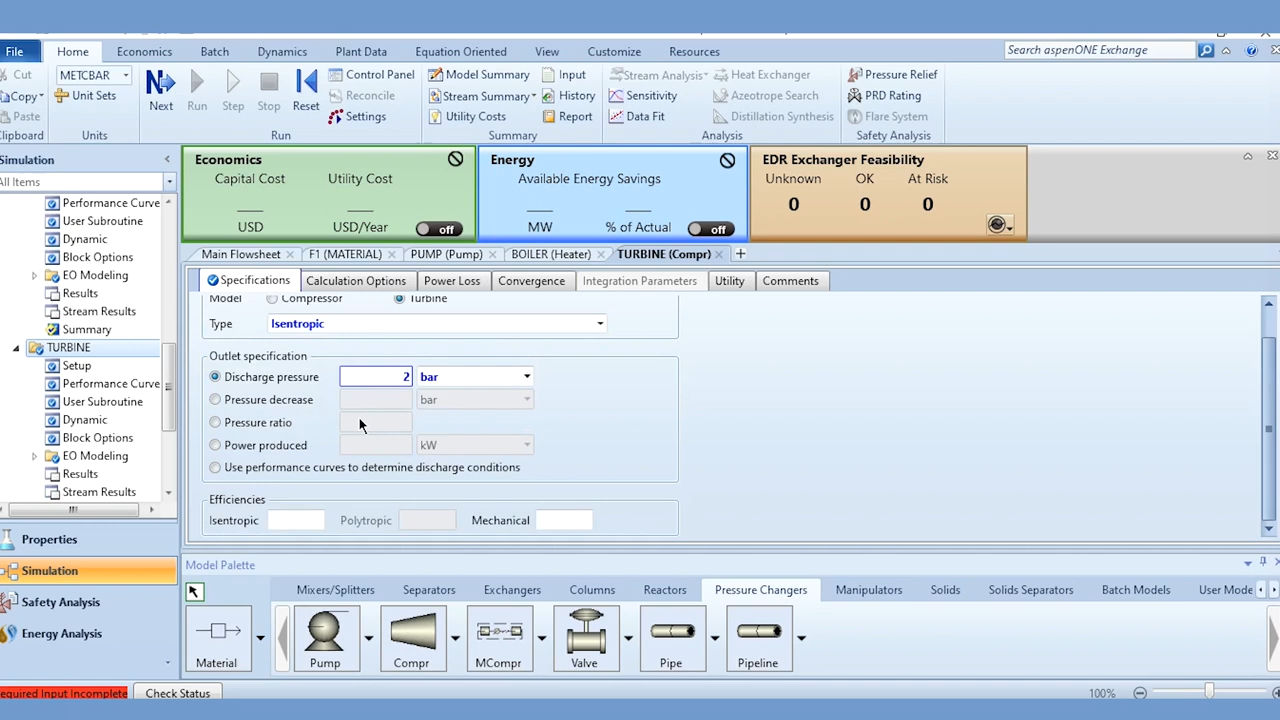 File Home Economics Batch Dynamics Plant Data Equation Oriented View Customize Resources Search aspenONE Exchange
Cut METCBAR Control Panel Model Summary Input Stream Analysis Heat Exchanger Pressure Relief
Copy Unit Sets Next Run Step Stop Reset Reconcile Stream Summary History Sensitivity Azeotrope Search PRD Rating
Paste Settings Utility Costs Report Data Fit Distillation Synthesis Flare System
Clipboard Units Run Summary Analysis Safety Analysis
Simulation
All Items
Economics
Capital Cost Utility Cost
USD USD/Year off
Energy
Available Energy Savings
MW % of Actual off
EDR Exchanger Feasibility
Unknown OK At Risk
0 0 0
Performance Curve
User Subroutine
Dynamic
Block Options
EO Modeling
Results
Stream Results
Summary
TURBINE
Setup
Performance Curve
User Subroutine
Dynamic
Block Options
EO Modeling
Results
Stream Results
Properties
Simulation
Safety Analysis
Energy Analysis
Main Flowsheet F1 (MATERIAL) PUMP (Pump) BOILER (Heater) TURBINE (Compr)
Specifications Calculation Options Power Loss Convergence Integration Parameters Utility Comments
Model Compressor Turbine
Type Isentropic
Outlet specification
Discharge pressure 2 bar
Pressure decrease bar
Pressure ratio
Power produced kW
Use performance curves to determine discharge conditions
Efficiencies
Isentropic Polytropic Mechanical
Model Palette
Mixers/Splitters Separators Exchangers Columns Reactors Pressure Changers Manipulators Solids Solids Separators Batch Models User Mode
Material Pump Compr MCompr Valve Pipe Pipeline
equired Input Incomplete Check Status 100%